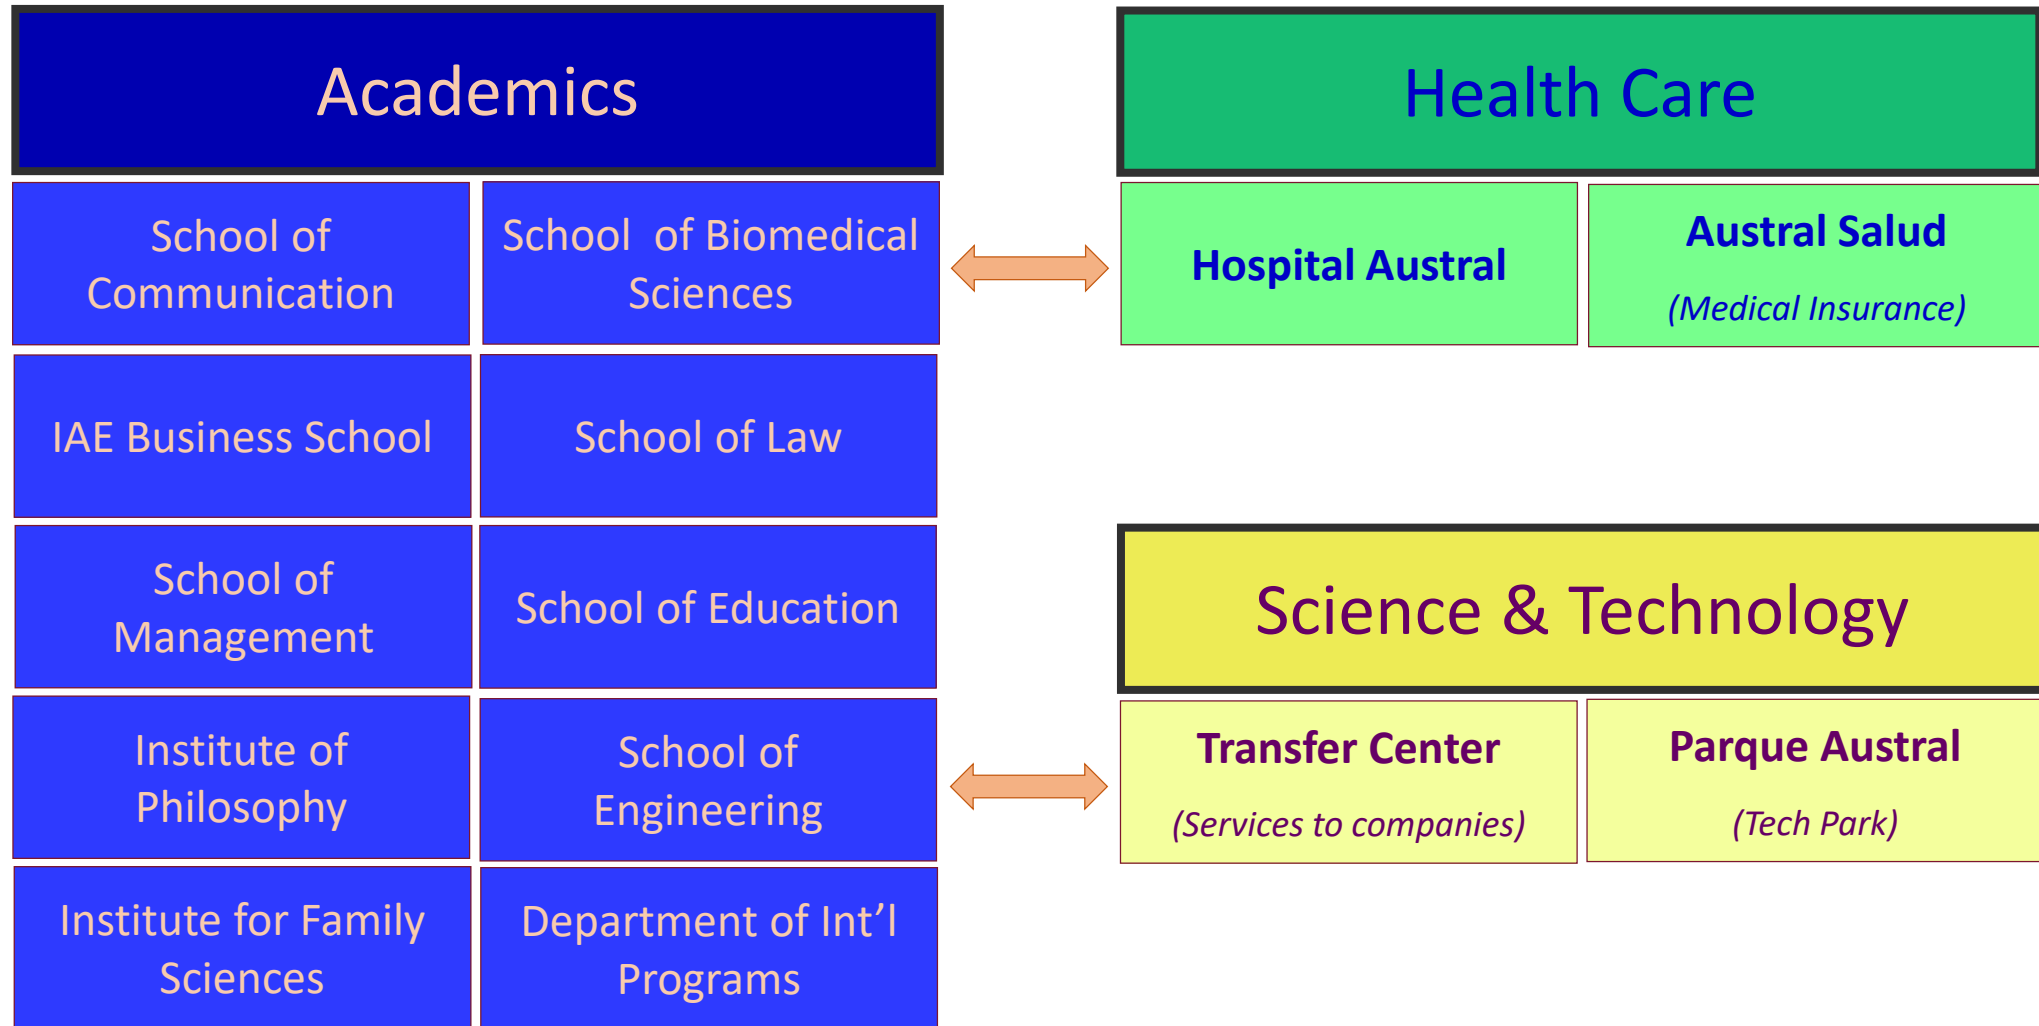 Academics
School of
Communication
School  of Biomedical
Sciences
IAE Business School
School of Law
School of
Management
School of Education
Institute of
Philosophy
School of
Engineering
Institute for Family
Sciences
Department of Int’l
Programs
Health Care
Hospital Austral
Austral Salud
(Medical Insurance)
Science & Technology
Transfer Center
(Services to companies)
Parque Austral
(Tech Park)